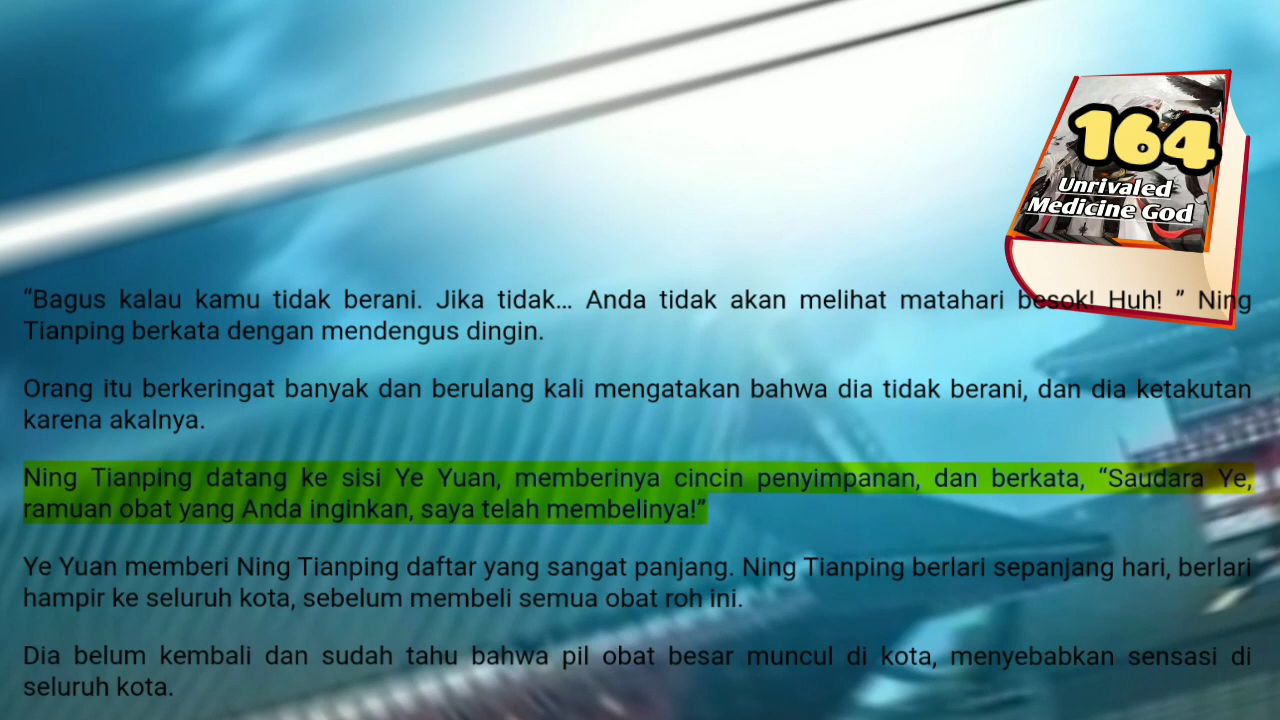 164
Unrivaled
Medicine God
“Bagus kalau kamu tidak berani. Jika tidak… Anda tidak akan melihat matahari besok! Huh! ” Ning
Tianping berkata dengan mendengus dingin.
Orang itu berkeringat banyak dan berulang kali mengatakan bahwa dia tidak berani, dan dia ketakutan
karena akalnya.
Ning Tianping datang ke sisi Ye Yuan, memberinya cincin penyimpanan, dan berkata, “Saudara Ye,
ramuan obat yang Anda inginkan, saya telah membelinya!”
Ye Yuan memberi Ning Tianping daftar yang sangat panjang. Ning Tianping berlari sepanjang hari, berlari
hampir ke seluruh kota, sebelum membeli semua obat roh ini.
Dia belum kembali dan sudah tahu bahwa pil obat besar muncul di kota, menyebabkan sensasi di
seluruh kota.